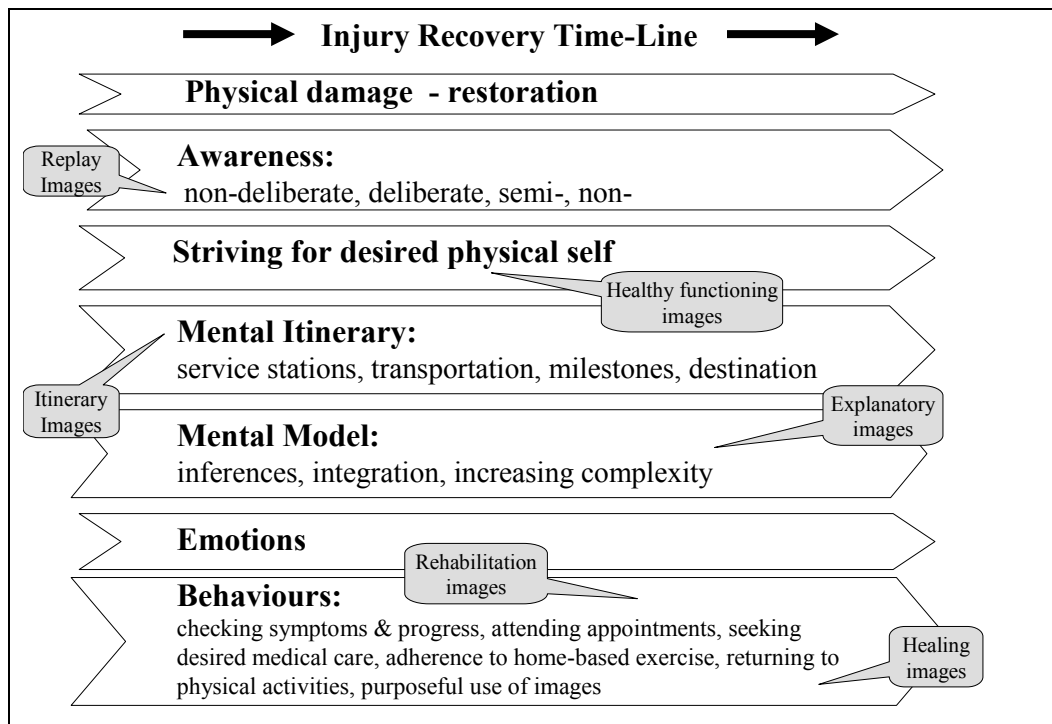 Injury Recovery Time-Line
Physical damage - restoration
Replay
Images
Awareness:
non-deliberate, deliberate, semi-, non-
Striving for desired physical self
Healthy functioning
images
Mental Itinerary:
service stations, transportation, milestones, destination
Itinerary
Images
Explanatory
images
Mental Model:
inferences, integration, increasing complexity
Emotions
Rehabilitation
images
Behaviours:
checking symptoms & progress, attending appointments, seeking
desired medical care, adherence to home-based exercise, returning to
physical activities, purposeful use of images
Healing
images